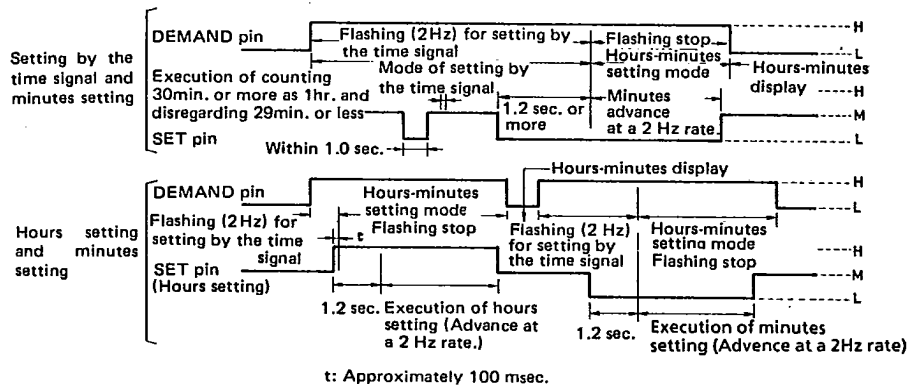 Setting by the
time signal and
minutes setting
DEMAND pin
Flashing (2Hz) for setting by
the time signal
Mode of setting by
the time signal
Execution of counting
30min. or more as 1hr. and
disregarding 29min. or less
SET pin
Within 1.0 sec.
1.2 sec. or
more
Flashing stop
Hours-minutes
setting mode
Minutes
advance
at a 2 Hz rate.
Hours-minutes
display
H
L
H
M
L
Hours setting
and minutes
setting
DEMAND pin
Flashing (2Hz) for
setting by the time
signal
t
Hours-minutes
setting mode
Flashing stop
Hours-minutes display
Flashing (2 Hz)
for setting by
the time signal
Hours-minutes
setting mode
Flashing stop
SET pin
(Hours setting)
1.2 sec.
Execution of hours
setting (Advance at
a 2 Hz rate.)
1.2 sec.
Execution of minutes
setting (Advence at a 2Hz rate)
H
L
H
M
L
t: Approximately 100 msec.